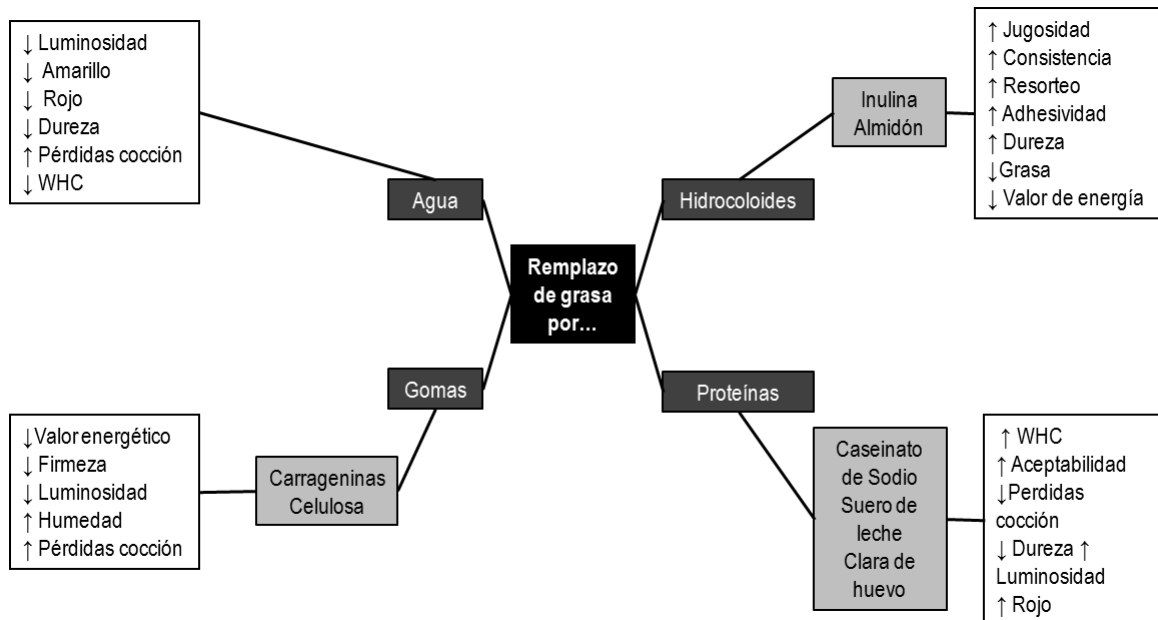 ↓ Luminosidad
↓ Amarillo
↓ Rojo
↓ Dureza
↑ Pérdidas cocción
↓ WHC
Agua
↑ Jugosidad
↑ Consistencia
↑ Resorteo
↑ Adhesividad
↑ Dureza
↓Grasa
↓ Valor de energía
Inulina
Almidón
Hidrocoloides
Remplazo
de grasa
por...
Gomas
Proteínas
↓Valor energético
↓ Firmeza
↓ Luminosidad
↑ Humedad
↑ Pérdidas cocción
Carrageninas
Celulosa
Caseinato
de Sodio
Suero de
leche
Clara de
huevo
↑ WHC
↑ Aceptabilidad
↓Perdidas
cocción
↓ Dureza ↑
Luminosidad
↑ Rojo